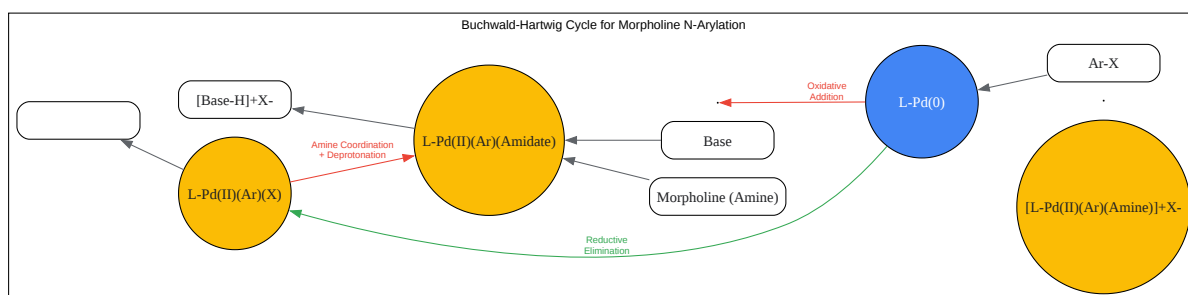 Buchwald-Hartwig Cycle for Morpholine N-Arylation
Ar-X
[Base-H]+X-
Oxidative
Addition
L-Pd(0)
Base
L-Pd(II)(Ar)(Amidate)
Amine Coordination
+ Deprotonation
L-Pd(II)(Ar)(X)
Morpholine (Amine)
[L-Pd(II)(Ar)(Amine)]+X-
Reductive
Elimination